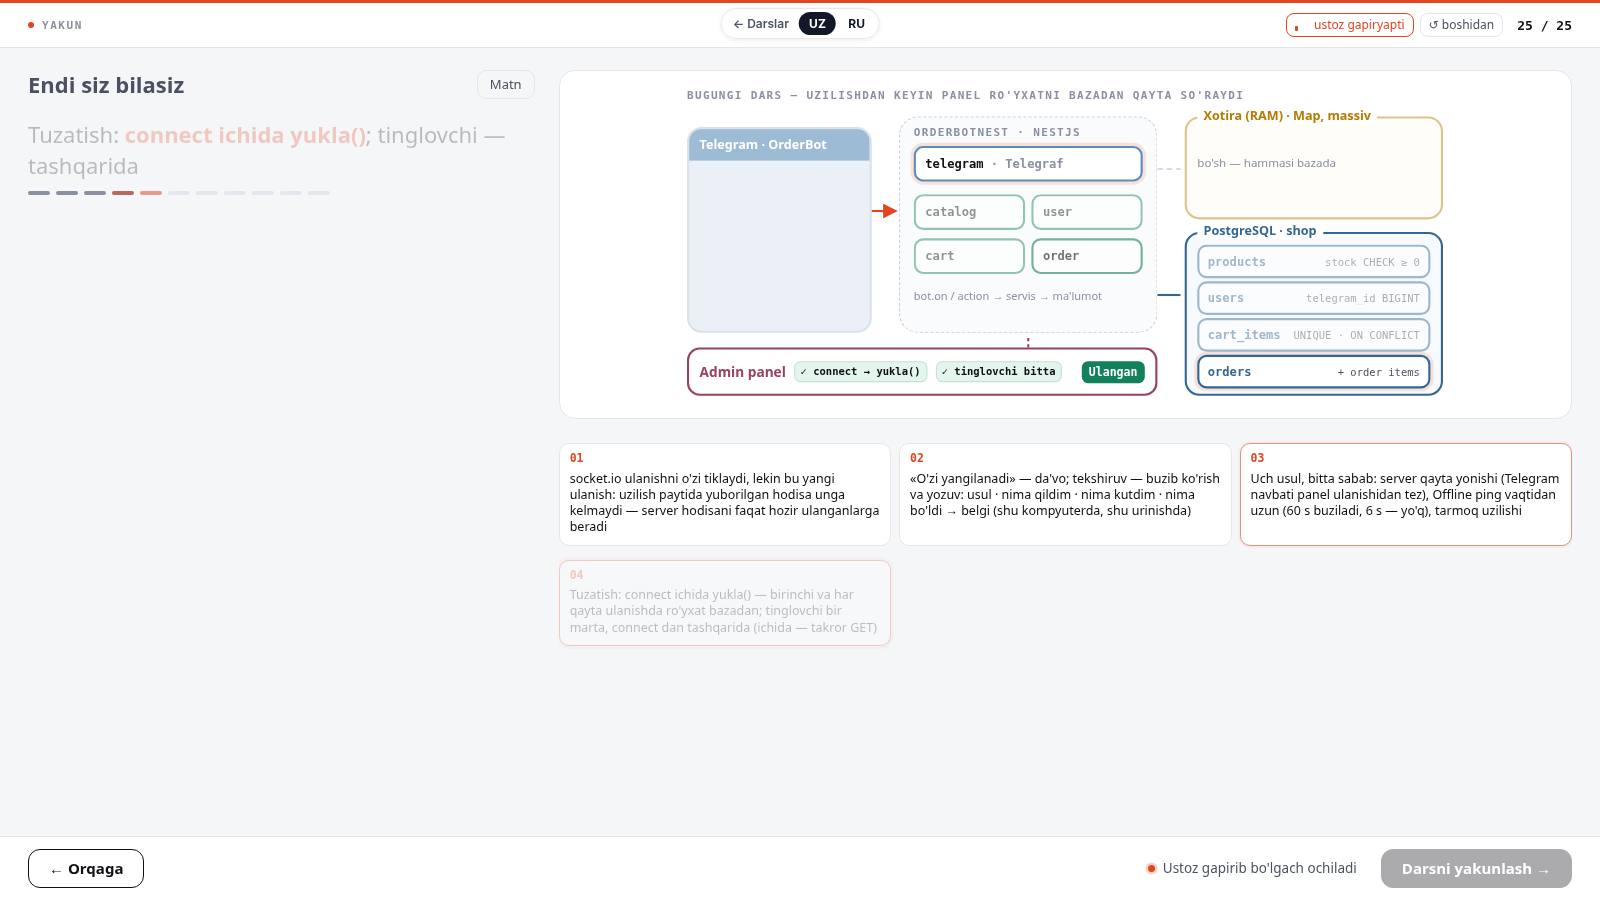 YAKUN
← Darslar UZ RU
ustoz gapiryapti
↺ boshidan
25 / 25
Endi siz bilasiz
Matn
Tuzatish: connect ichida yukla(); tinglovchi —
tashqarida
BUGUNGI DARS — UZILISHDAN KEYIN PANEL RO'YXATNI BAZADAN QAYTA SO'RAYDI
Telegram · OrderBot
ORDERBOTNEST · NESTJS
telegram · Telegraf
catalog
user
cart
order
bot.on / action → servis → ma'lumot
Xotira (RAM) · Map, massiv
bo'sh — hammasi bazada
PostgreSQL · shop
products stock CHECK ≥ 0
users telegram_id BIGINT
cart_items UNIQUE · ON CONFLICT
orders + order items
Admin panel ✓ connect → yukla() ✓ tinglovchi bitta Ulangan
01
socket.io ulanishni o'zi tiklaydi, lekin bu yangi
ulanish: uzilish paytida yuborilgan hodisa unga
kelmaydi — server hodisani faqat hozir ulanganlarga
beradi
02
«O'zi yangilanadi» — da'vo; tekshiruv — buzib ko'rish
va yozuv: usul · nima qildim · nima kutdim · nima
bo'ldi → belgi (shu kompyuterda, shu urinishda)
03
Uch usul, bitta sabab: server qayta yonishi (Telegram
navbati panel ulanishidan tez), Offline ping vaqtidan
uzun (60 s buziladi, 6 s — yo'q), tarmoq uzilishi
04
Tuzatish: connect ichida yukla() — birinchi va har
qayta ulanishda ro'yxat bazadan; tinglovchi bir
marta, connect dan tashqarida (ichida — takror GET)
← Orqaga
Ustoz gapirib bo'lgach ochiladi
Darsni yakunlash →